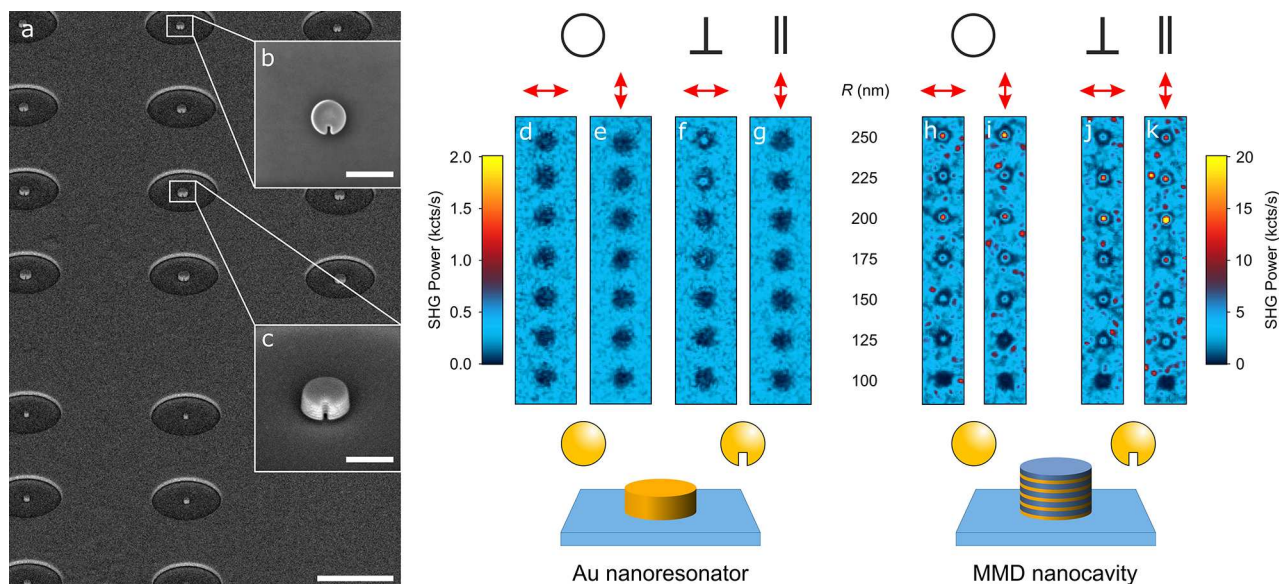 a
b
c
⊥ ||
⊥ ||
R (nm)
d e f g
h i j k
SHG Power (kcts/s)
2.0
1.5
1.0
0.5
0.0
250
225
200
175
150
125
100
20
15
10
5
0
SHG Power (kcts/s)
Au nanoresonator
MMD nanocavity